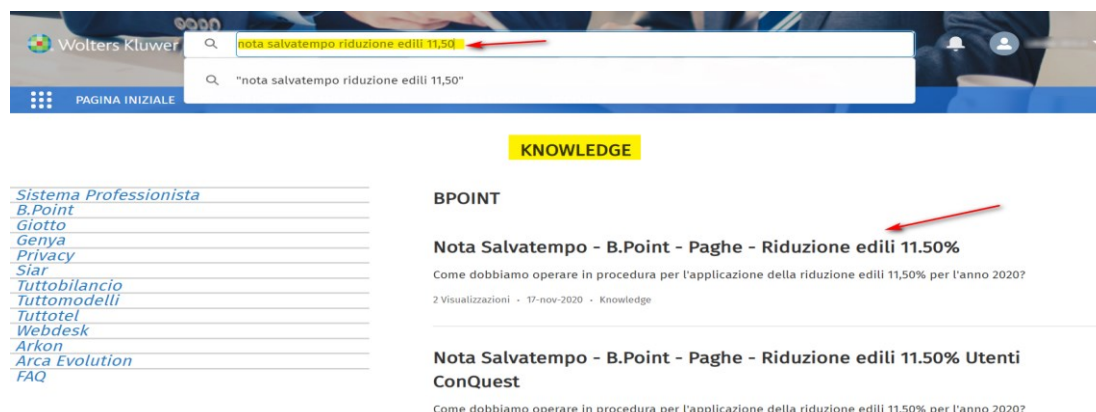 Wolters Kluwer
nota salvatempo riduzione edili 11,50
"nota salvatempo riduzione edili 11,50"
PAGINA INIZIALE
KNOWLEDGE
Sistema Professionista
B.Point
Giotto
Genya
Privacy
Siar
Tuttobilancio
Tuttomodelli
Tuttotel
Webdesk
Arkon
Arca Evolution
FAQ
BPOINT
Nota Salvatempo - B.Point - Paghe - Riduzione edili 11.50%
Come dobbiamo operare in procedura per l'applicazione della riduzione edili 11,50% per l'anno 2020?
2 Visualizzazioni • 17-nov-2020 • Knowledge
Nota Salvatempo - B.Point - Paghe - Riduzione edili 11.50% Utenti
ConQuest
Come dobbiamo operare in procedura per l'applicazione della riduzione edili 11,50% per l'anno 2020?